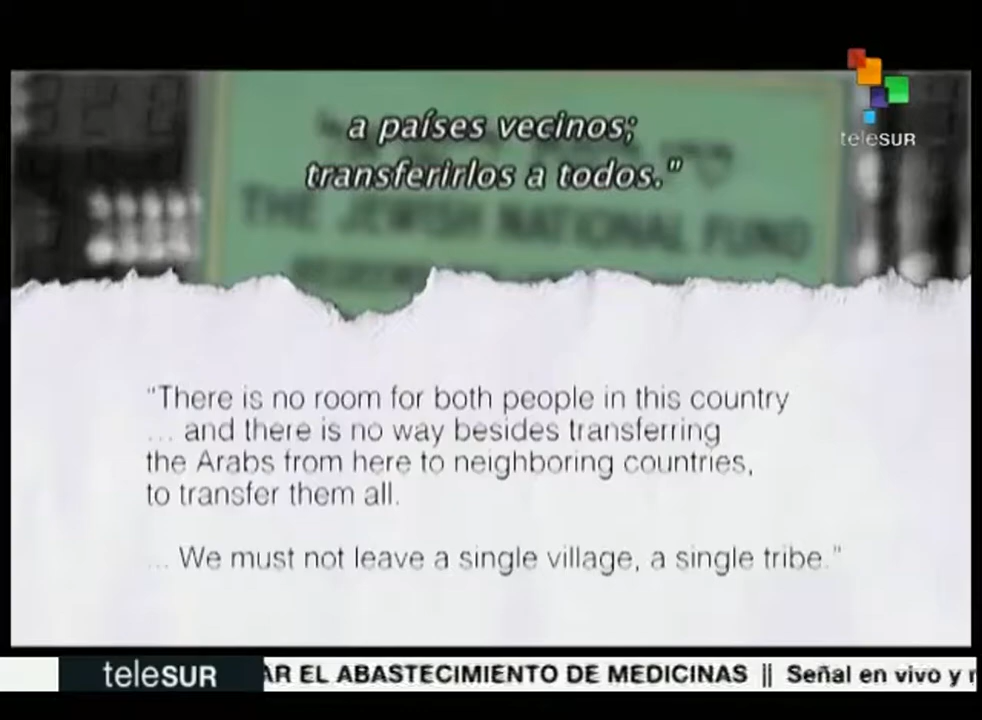 a países vecinos;
transferirlos a todos."
teleSUR
THE JEWISH NATIONAL FUND
"There is no room for both people in this country
... and there is no way besides transferring
the Arabs from here to neighboring countries,
to transfer them all.
... We must not leave a single village, a single tribe."
teleSUR
AR EL ABASTECIMIENTO DE MEDICINAS || Señal en vivo y